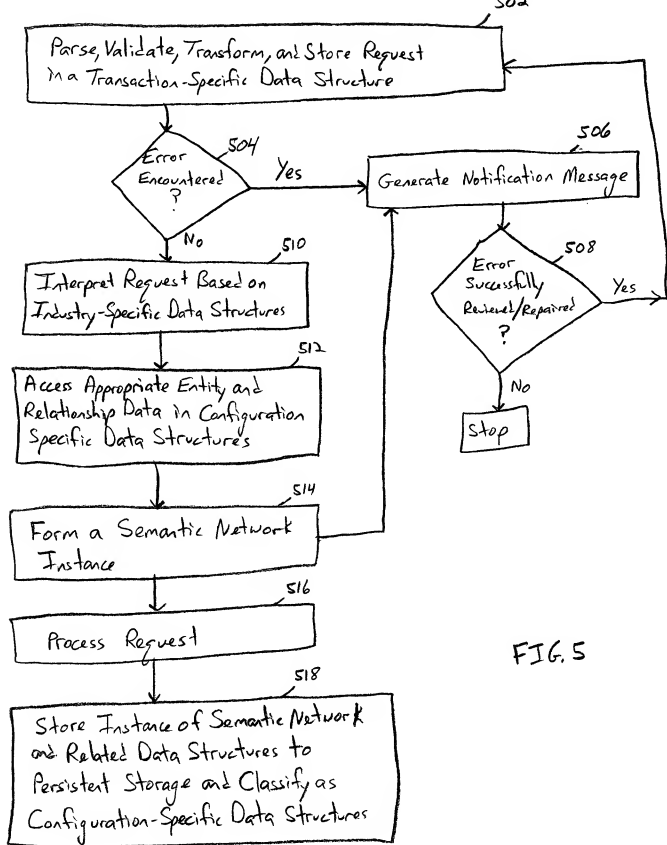 502
Parse, Validate, Transform, and Store Request
in a Transaction-Specific Data Structure
504
Error
Encountered
?
Yes
No
506
Generate Notification Message
508
Error
Successfully
Reviewed/Repaired
?
Yes
No
Stop
510
Interpret Request Based on
Industry-Specific Data Structures
512
Access Appropriate Entity and
Relationship Data in Configuration
Specific Data Structures
514
Form a Semantic Network
Instance
516
Process Request
518
Store Instance of Semantic Network
and Related Data Structures to
Persistent Storage and Classify as
Configuration-Specific Data Structures
FIG. 5